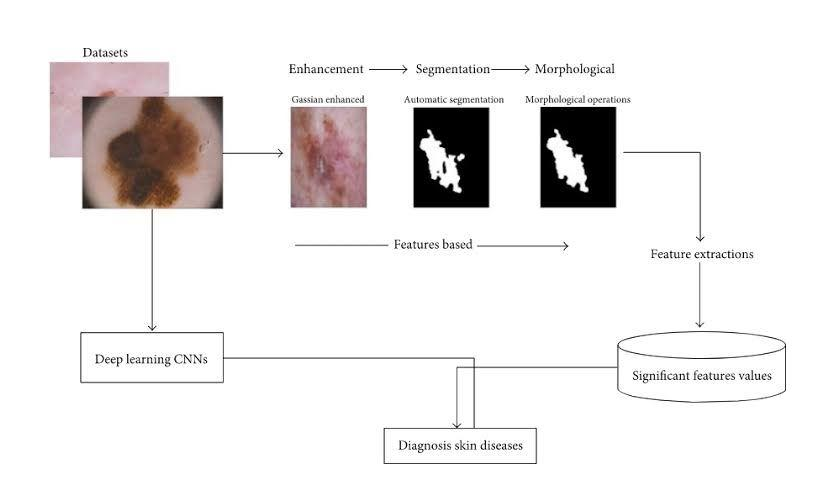 Datasets
Enhancement
Segmentation
Morphological
Gassian enhanced
Automatic segmentation
Morphological operations
Features based
Feature extractions
Deep learning CNNs
Significant features values
Diagnosis skin diseases